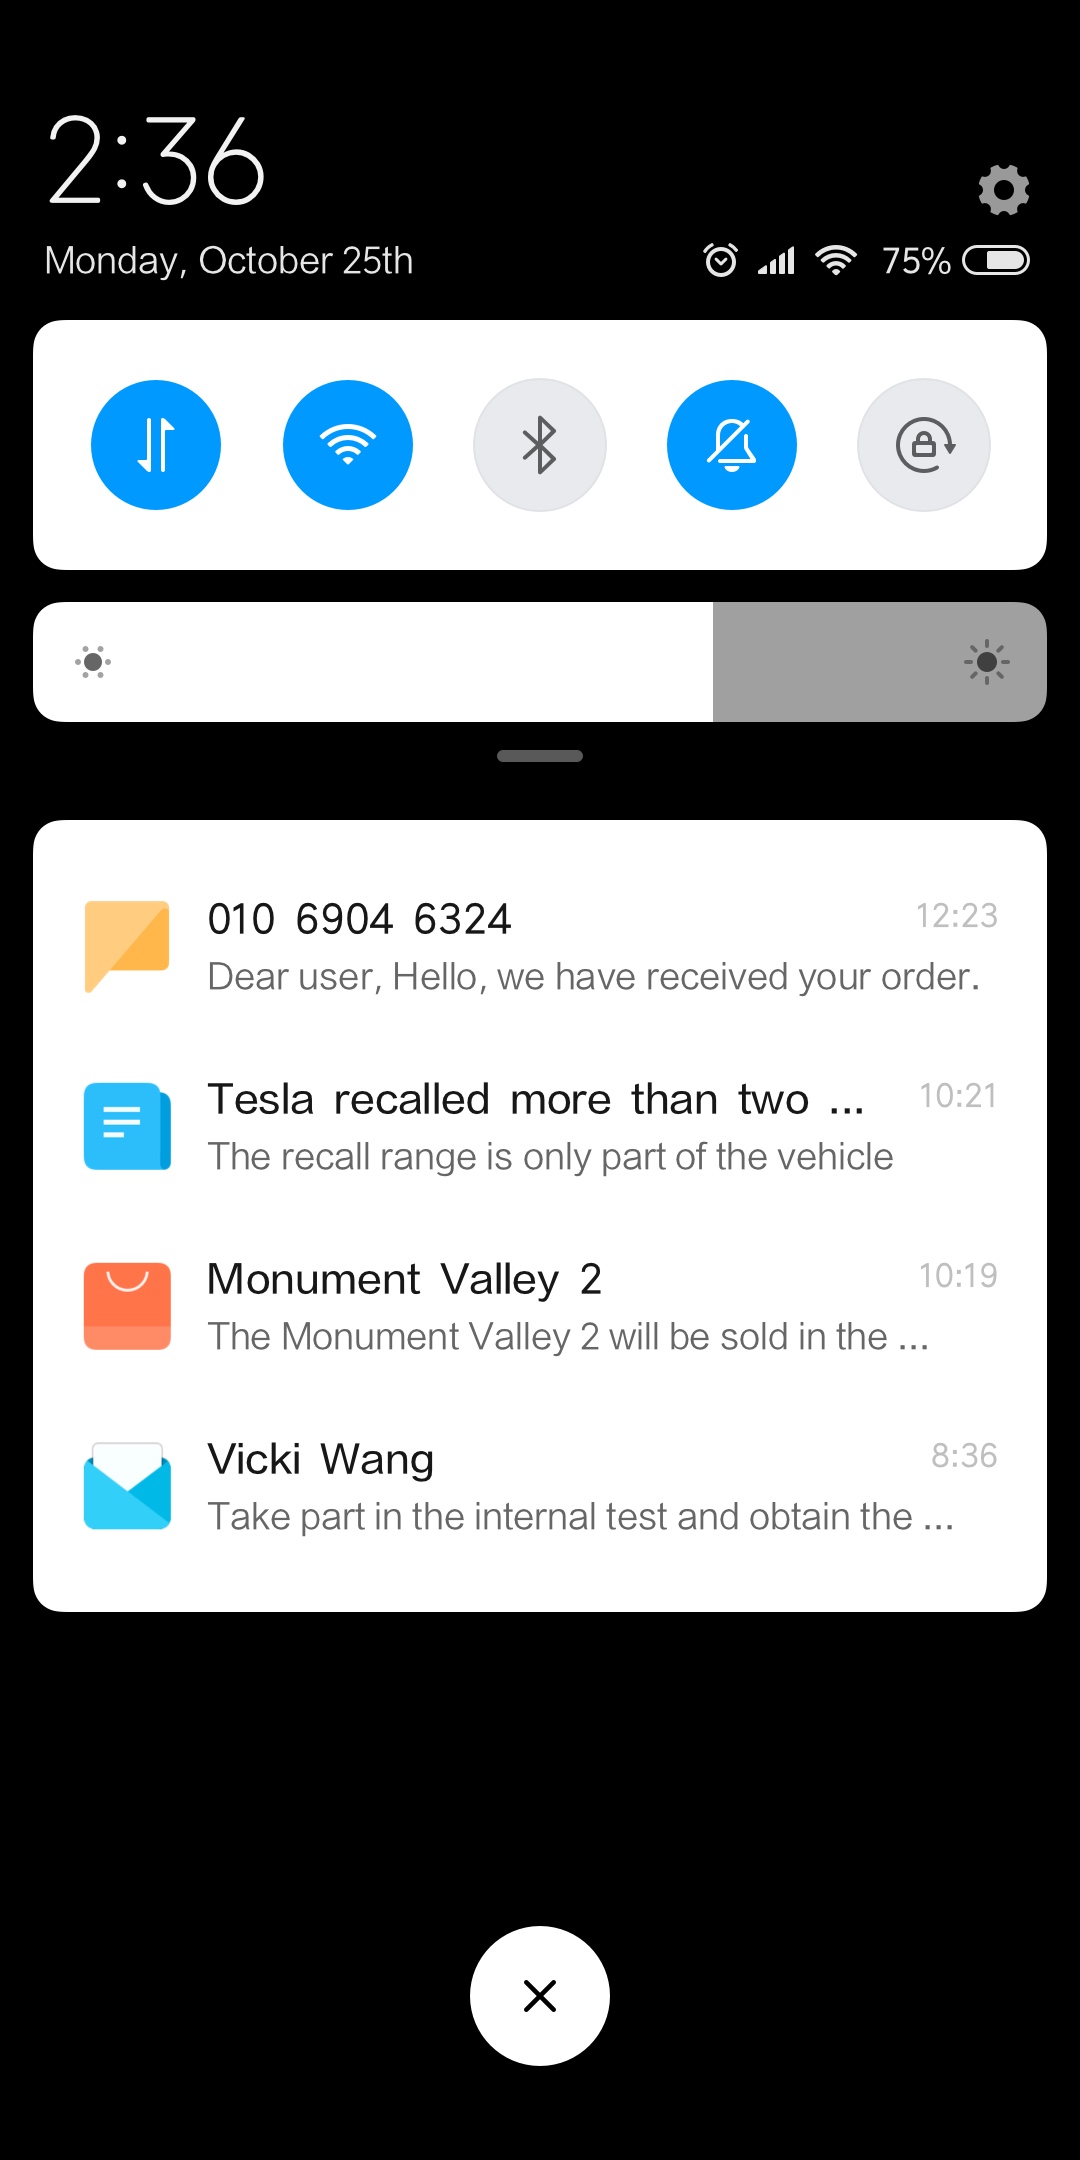 2:36
Monday, October 25th
75%
010 6904 6324
12:23
Dear user, Hello, we have received your order.
Tesla recalled more than two ...
10:21
The recall range is only part of the vehicle
Monument Valley 2
10:19
The Monument Valley 2 will be sold in the ...
Vicki Wang
8:36
Take part in the internal test and obtain the ...